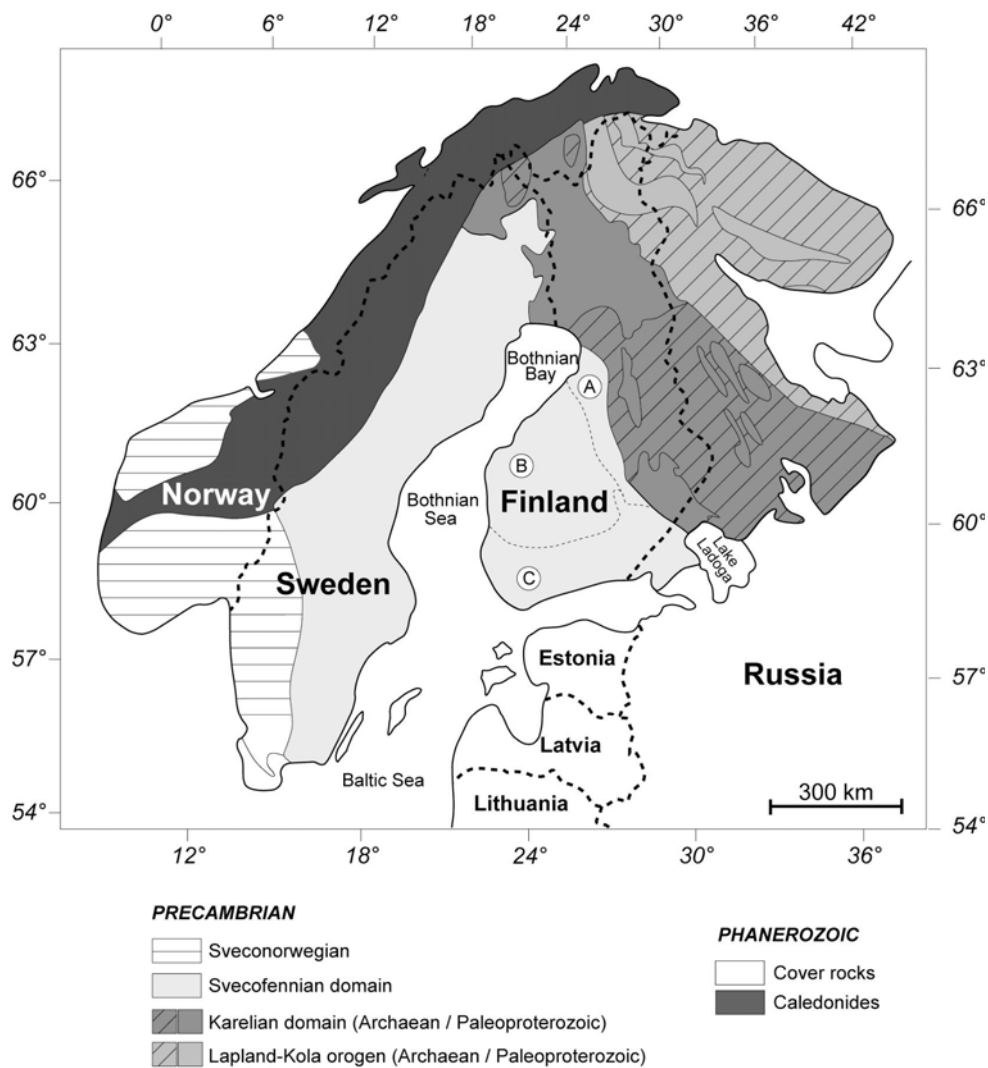 0° 6° 12° 18° 24° 30° 36° 42°
66°
66°
63°
63°
Bothnian
Bay
A
B
Norway
60°
Bothnian
Sea
Finland
60°
Lake
Ladoga
C
Sweden
57°
Estonia
57°
Russia
Latvia
Baltic Sea
Lithuania
300 km
54°
54°
12° 18° 24° 30° 36°
PRECAMBRIAN
Sveconorwegian
Svecofennian domain
Karelian domain (Archaean / Paleoproterozoic)
Lapland-Kola orogen (Archaean / Paleoproterozoic)
PHANEROZOIC
Cover rocks
Caledonides